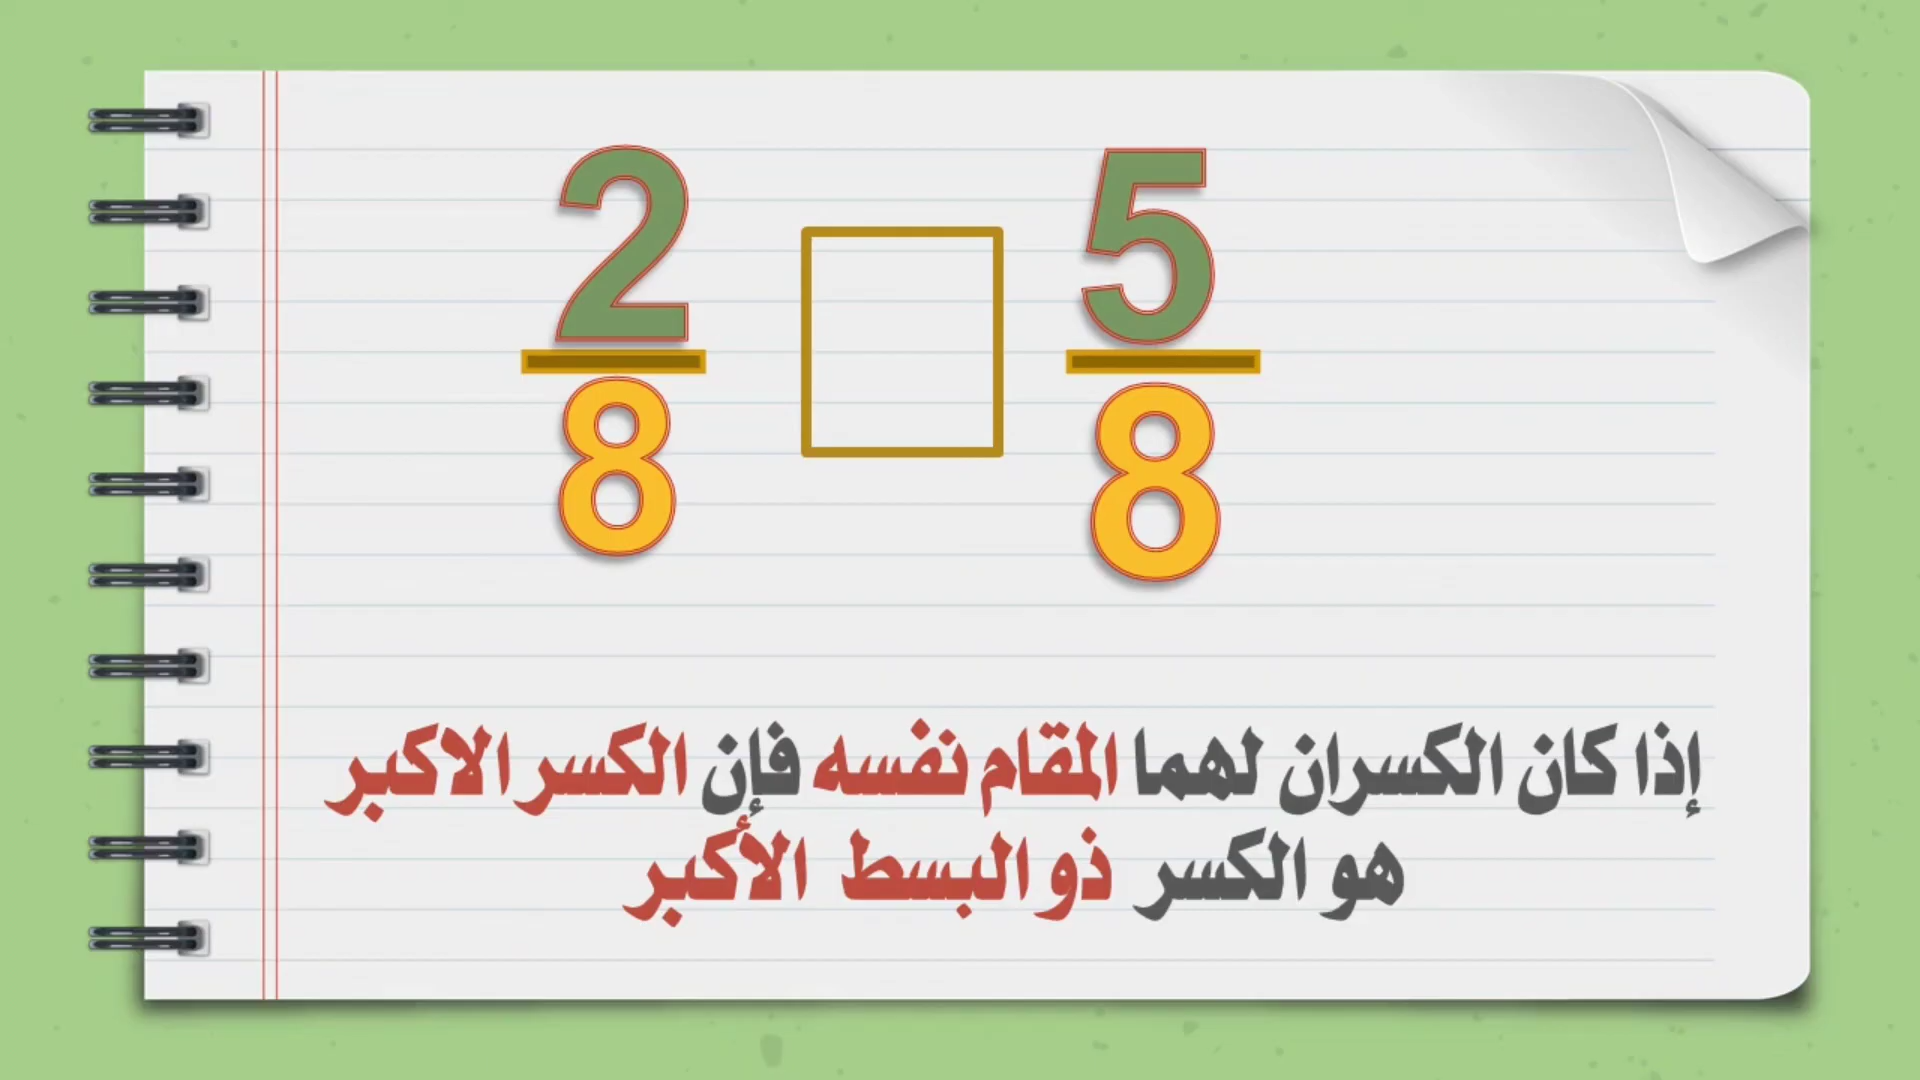 2 5
8 8
إذا كان الكسران لهما المقام نفسه فإن الكسر الاكبر
هو الكسر ذو البسط الأكبر